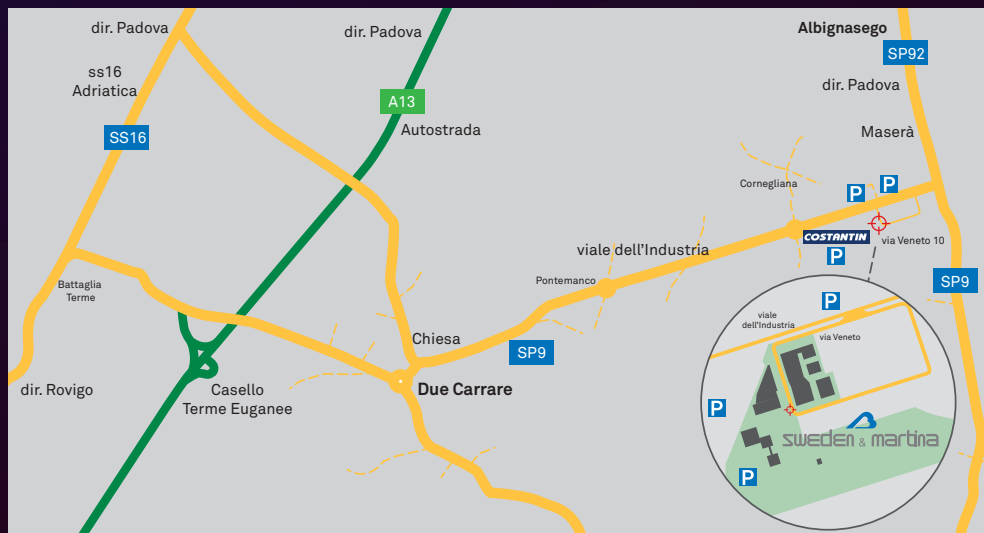 dir. Padova
dir. Padova
Albignasego
SP92
dir. Padova
ss16
Adriatica
A13
Autostrada
SS16
Maserà
Cornegliana
P
P
COSTANTIN
via Veneto 10
P
viale dell'Industria
Pontemanco
Battaglia
Terme
SP9
P
viale
dell'Industria
via Veneto
Chiesa
SP9
dir. Rovigo
Casello
Terme Euganee
Due Carrare
P
sweden & martina
P